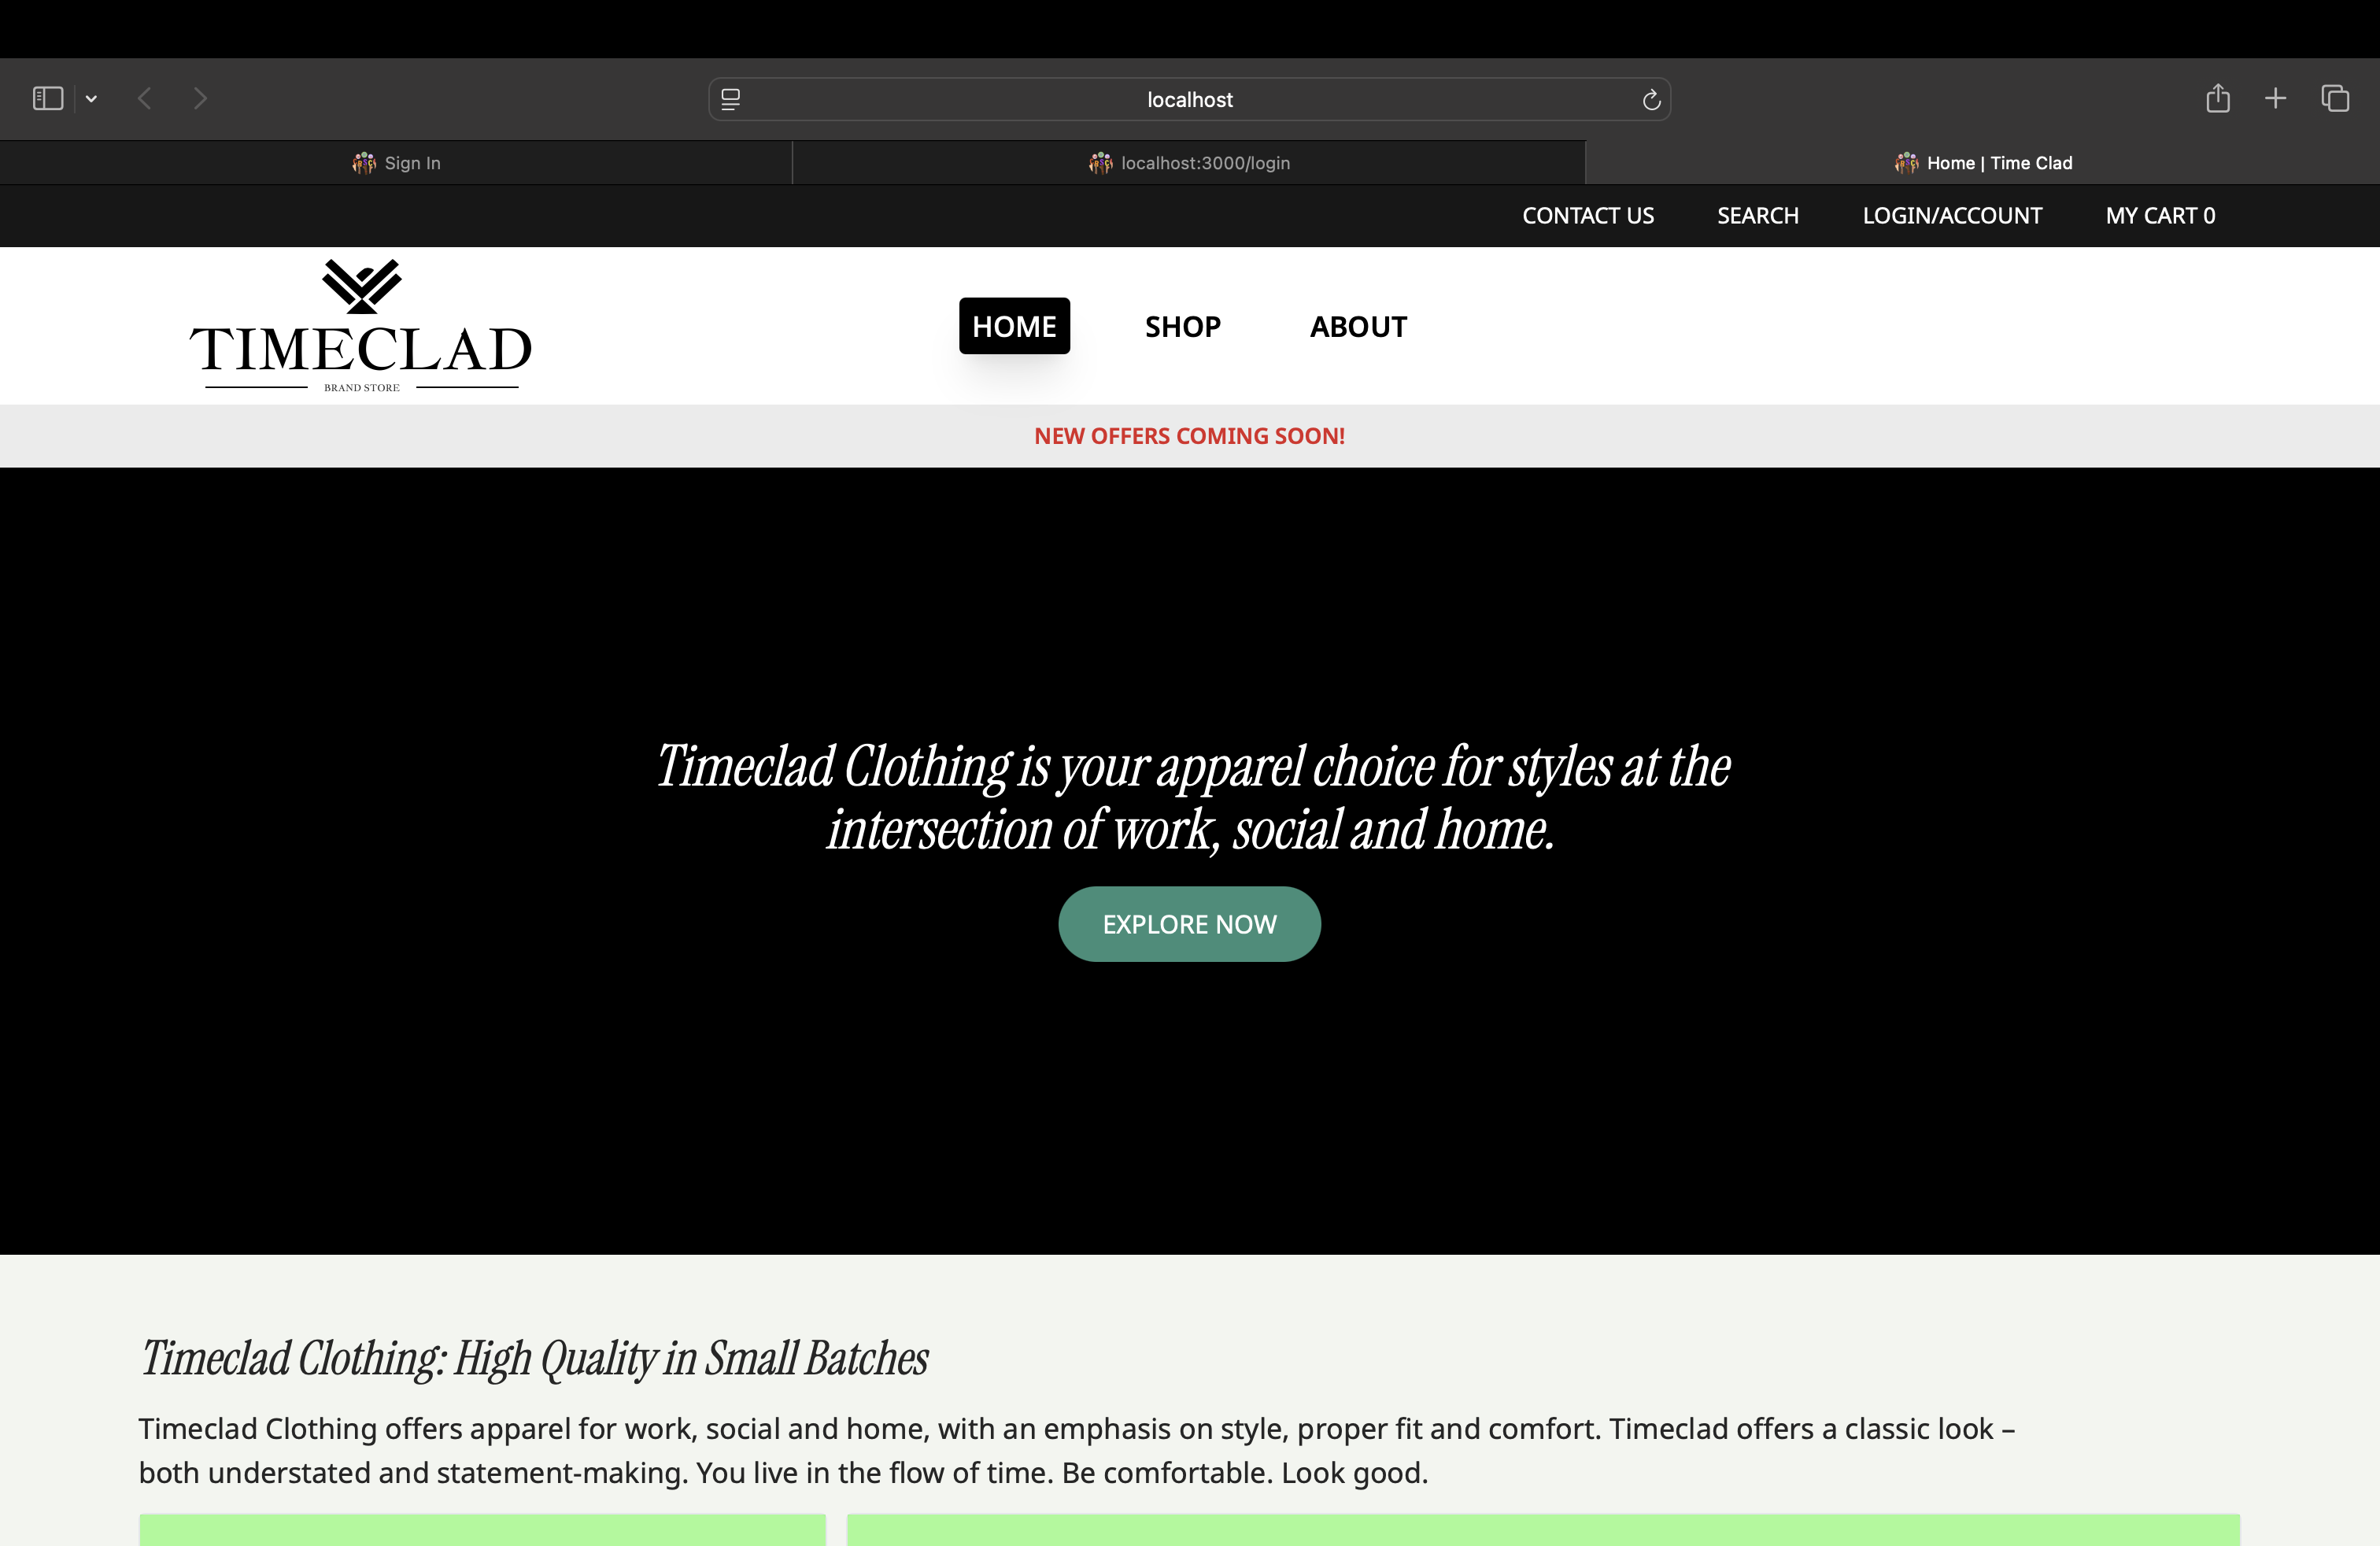 localhost
Sign In
localhost:3000/login
Home | Time Clad
CONTACT US
SEARCH
LOGIN/ACCOUNT
MY CART 0
TIMECLAD
BRAND STORE
HOME
SHOP
ABOUT
NEW OFFERS COMING SOON!
Timeclad Clothing is your apparel choice for styles at the
intersection of work, social and home.
EXPLORE NOW
Timeclad Clothing: High Quality in Small Batches
Timeclad Clothing offers apparel for work, social and home, with an emphasis on style, proper fit and comfort. Timeclad offers a classic look –
both understated and statement-making. You live in the flow of time. Be comfortable. Look good.